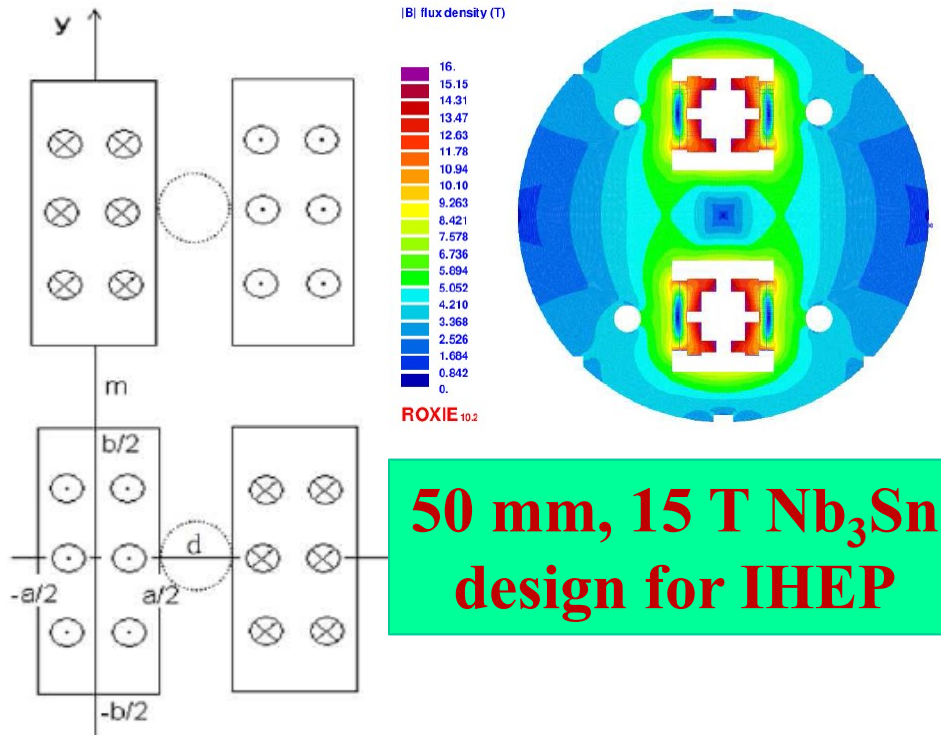 y
m
b/2
d
-a/2
a/2
-b/2
|B| flux density (T)
16.
15.15
14.31
13.47
12.63
11.78
10.94
10.10
9.263
8.421
7.578
6.736
5.894
5.052
4.210
3.368
2.526
1.684
0.842
0.
ROXIE 10.2
50 mm, 15 T Nb₃Sn
design for IHEP